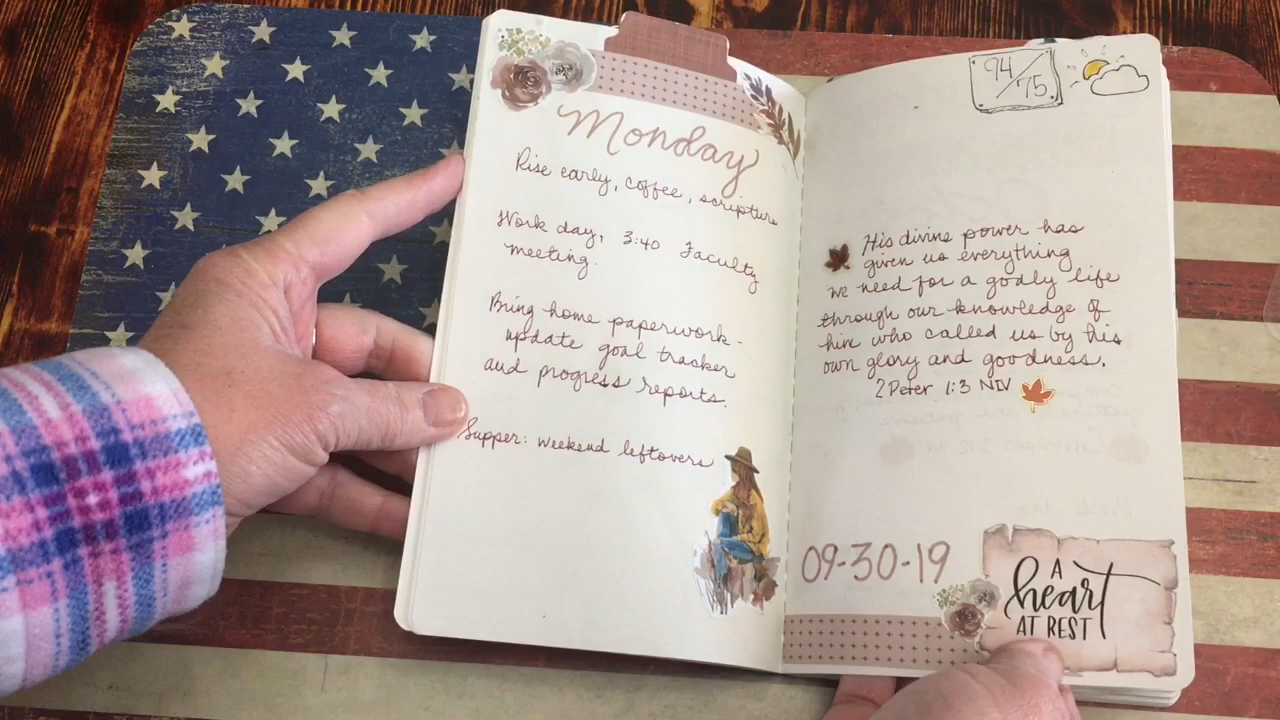 Monday
Rise early, coffee, scripture
Work day, 3:40 Faculty
meeting.
Bring home paperwork-
update goal tracker
and progress reports.
Supper: weekend leftovers
94/75
His divine power has
given us everything
we need for a godly life
through our knowledge of
him who called us by his
own glory and goodness.
2 Peter 1:3 NIV
09-30-19
A
heart
AT REST